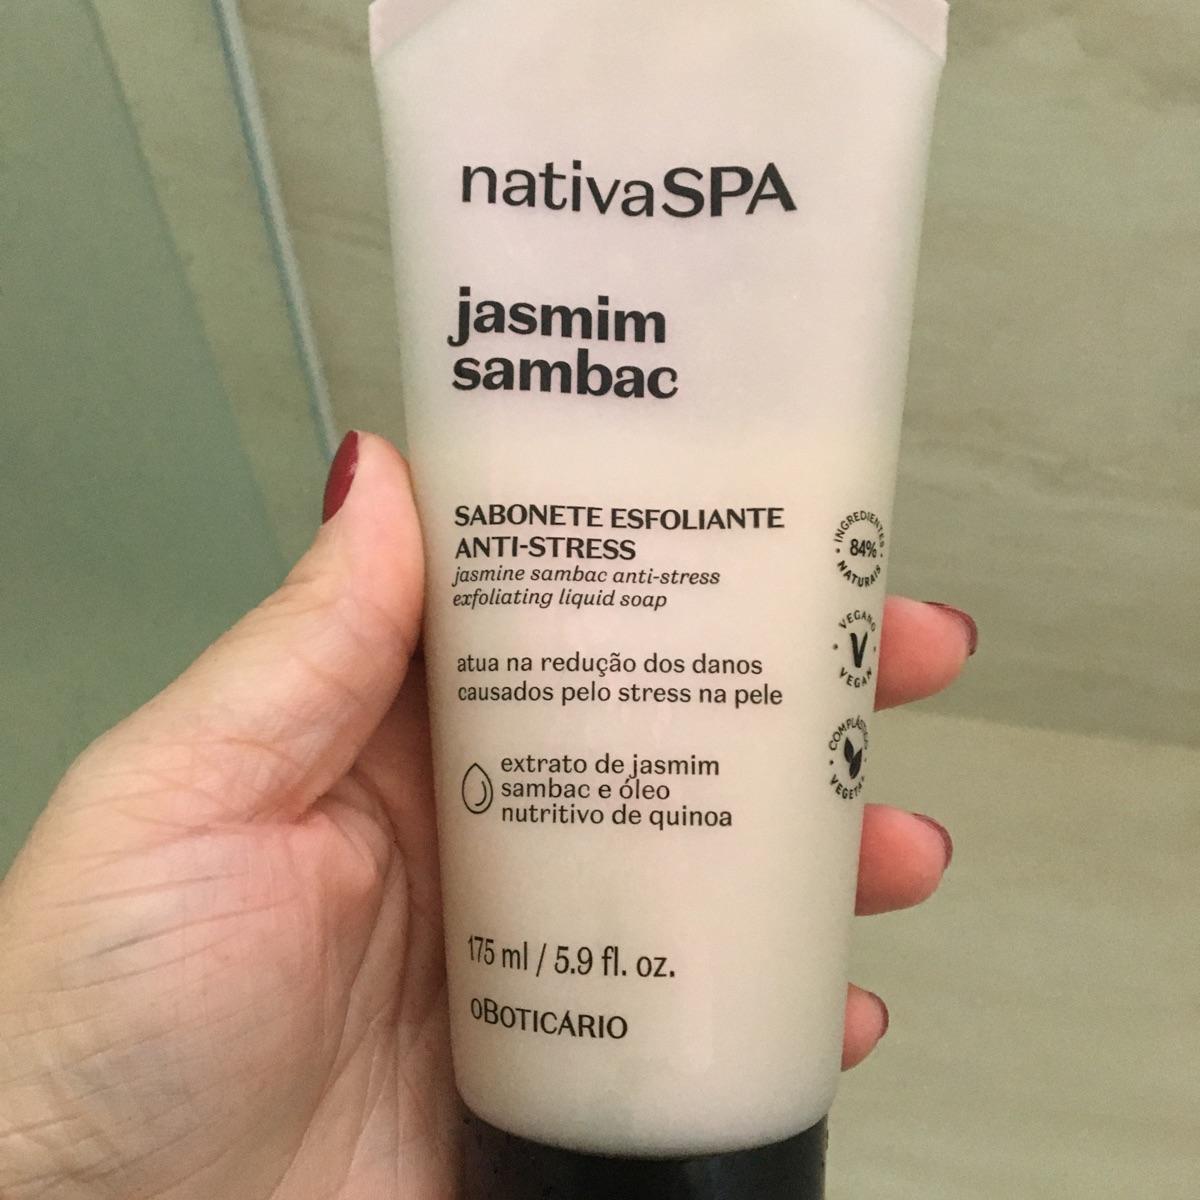 nativaSPA
jasmim
sambac
SABONETE ESFOLIANTE
ANTI-STRESS
jasmine sambac anti-stress
exfoliating liquid soap
atua na redução dos danos
causados pelo stress na pele
extrato de jasmim
sambac e óleo
nutritivo de quinoa
175 ml / 5.9 fl. oz.
oBOTICÁRIO
INGREDIENTES
84%
NATURAIS
VEGANO
V
VEGAN